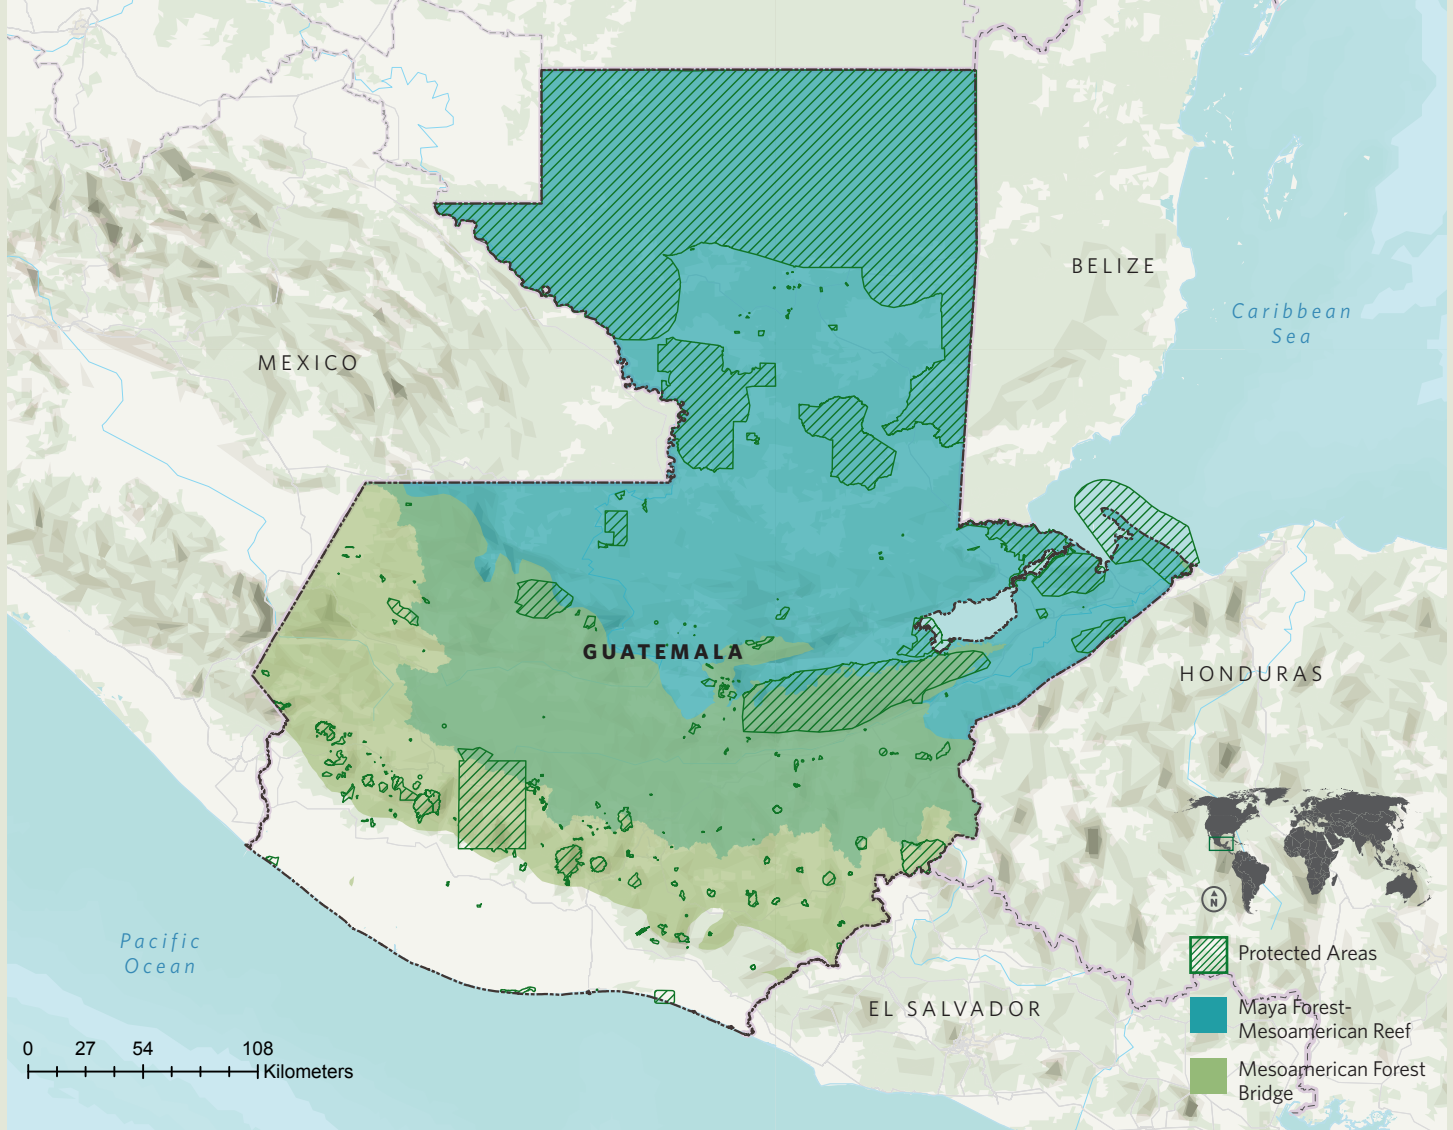 BELIZE
Caribbean
Sea
MEXICO
GUATEMALA
HONDURAS
N
Pacific
Ocean
Protected Areas
EL SALVADOR
Maya Forest-
Mesoamerican Reef
0 27 54 108
Kilometers
Mesoamerican Forest
Bridge